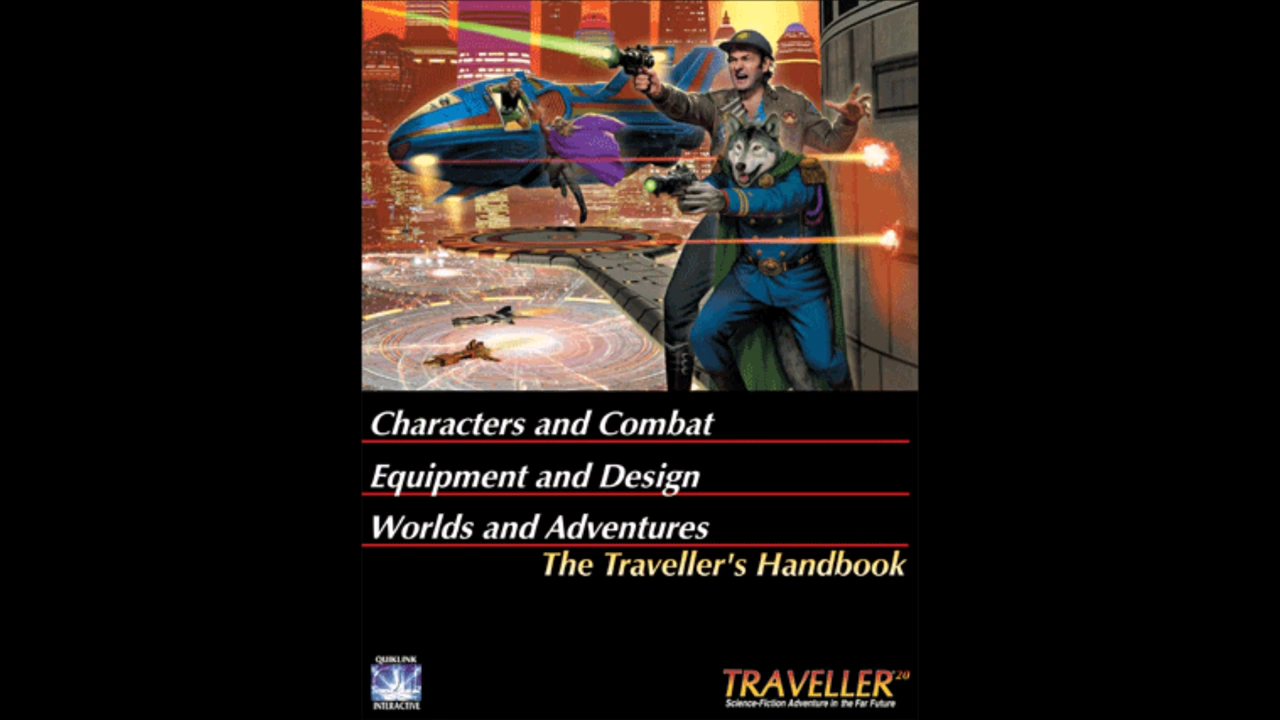 Characters and Combat
Equipment and Design
Worlds and Adventures
The Traveller's Handbook
QUIKLINK
INTERACTIVE
TRAVELLER'20
Science-Fiction Adventure in the Far Future